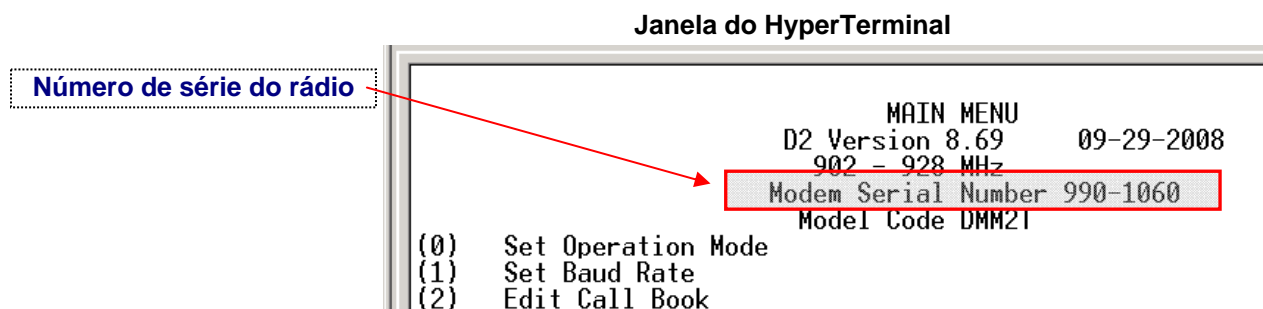 Janela do HyperTerminal
Número de série do rádio
MAIN MENU
D2 Version 8.69 09-29-2008
902 - 928 MHz
Modem Serial Number 990-1060
Model Code DMM2T
(0) Set Operation Mode
(1) Set Baud Rate
(2) Edit Call Book